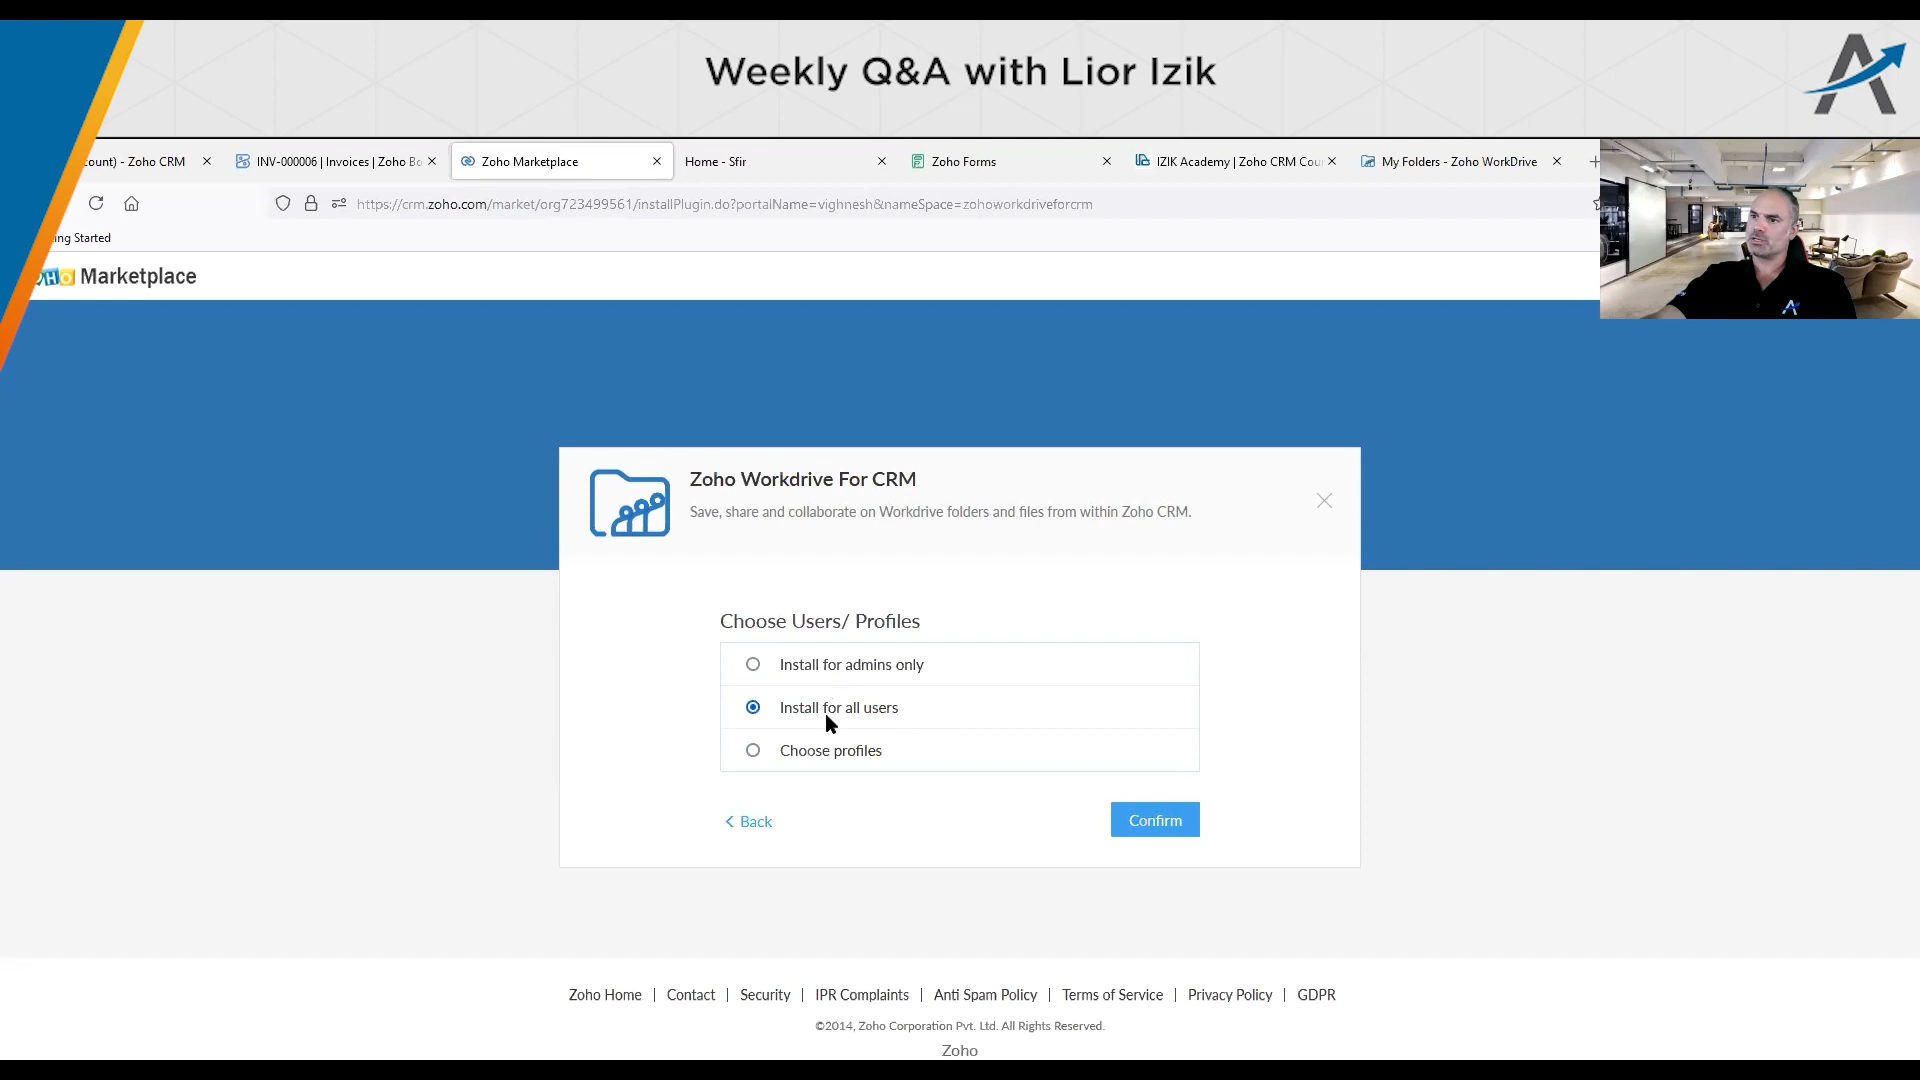 Weekly Q&A with Lior Izik
count) - Zoho CRM
INV-000006 | Invoices | Zoho Bo
Zoho Marketplace
Home - Sfir
Zoho Forms
IZIK Academy | Zoho CRM Cou
My Folders - Zoho WorkDrive
https://crm.zoho.com/market/org723499561/installPlugin.do?portalName=vighnesh&nameSpace=zohoworkdriveforcrm
ing Started
OHO Marketplace
Zoho Workdrive For CRM
Save, share and collaborate on Workdrive folders and files from within Zoho CRM.
Choose Users/ Profiles
Install for admins only
Install for all users
Choose profiles
Back
Confirm
Zoho Home | Contact | Security | IPR Complaints | Anti Spam Policy | Terms of Service | Privacy Policy | GDPR
©2014, Zoho Corporation Pvt. Ltd. All Rights Reserved.
Zoho